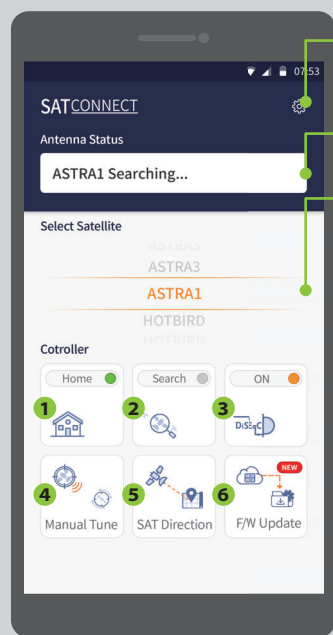 07:53
SATCONNECT
Antenna Status
ASTRA1 Searching...
Select Satellite
ASTRA3
ASTRA1
HOTBIRD
Cotroller
Home
Search
ON
1
2
3
DiSEqC
NEW
4
5
6
Manual Tune
SAT Direction
F/W Update